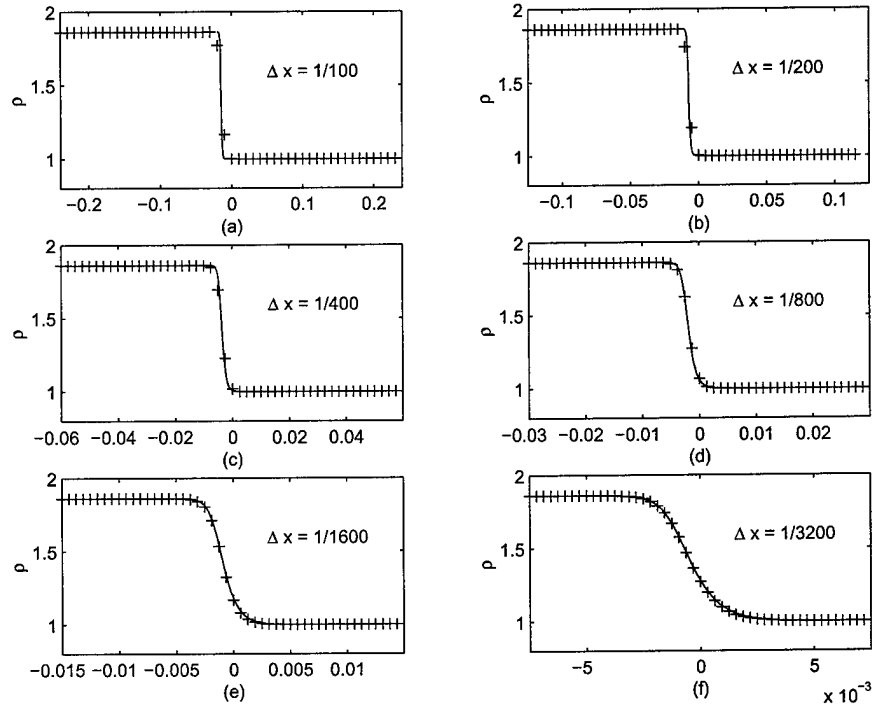 2
1.5
1
ρ
Δ x = 1/100
−0.2 −0.1 0 0.1 0.2
(a)
2
1.5
1
ρ
Δ x = 1/200
−0.1 −0.05 0 0.05 0.1
(b)
2
1.5
1
ρ
Δ x = 1/400
−0.06 −0.04 −0.02 0 0.02 0.04
(c)
2
1.5
1
ρ
Δ x = 1/800
−0.03 −0.02 −0.01 0 0.01 0.02
(d)
2
1.5
1
ρ
Δ x = 1/1600
−0.015 −0.01 −0.005 0 0.005 0.01
(e)
2
1.5
1
ρ
Δ x = 1/3200
−5 0 5
(f)
x 10⁻³